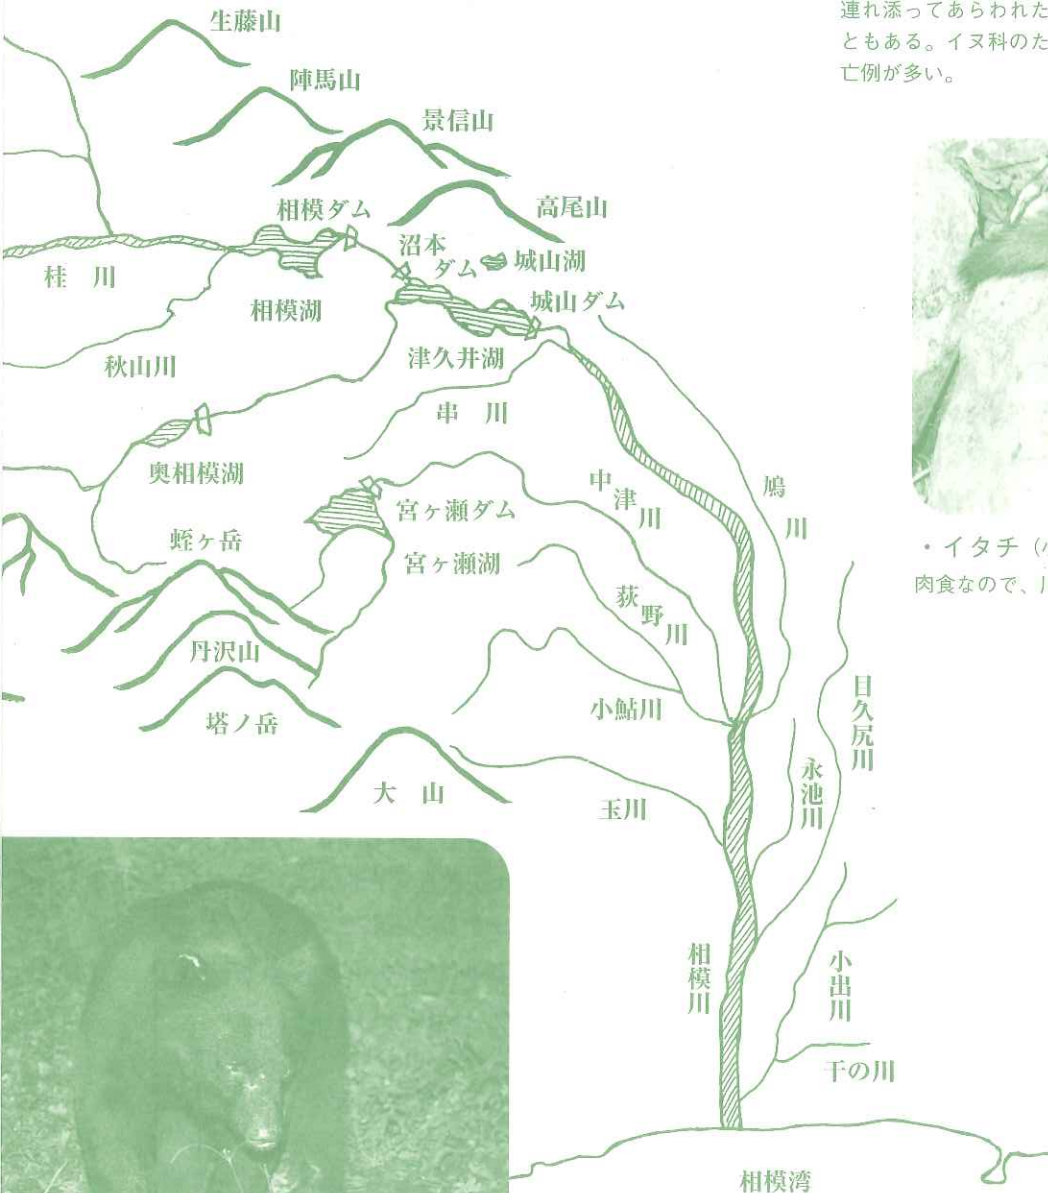 連れ添ってあらわれた
ともある。イヌ科のた
亡例が多い。
生藤山
陣馬山
景信山
高尾山
相模ダム
沼本
ダム
城山湖
城山ダム
桂 川
相模湖
津久井湖
秋山川
串 川
奥相模湖
宮ヶ瀬ダム
中津川
鳩川
蛭ヶ岳
宮ヶ瀬湖
荻野川
・イタチ（
肉食なので、
丹沢山
塔ノ岳
小鮎川
目久尻川
大 山
玉川
永池川
相模川
小出川
干の川
相模湾